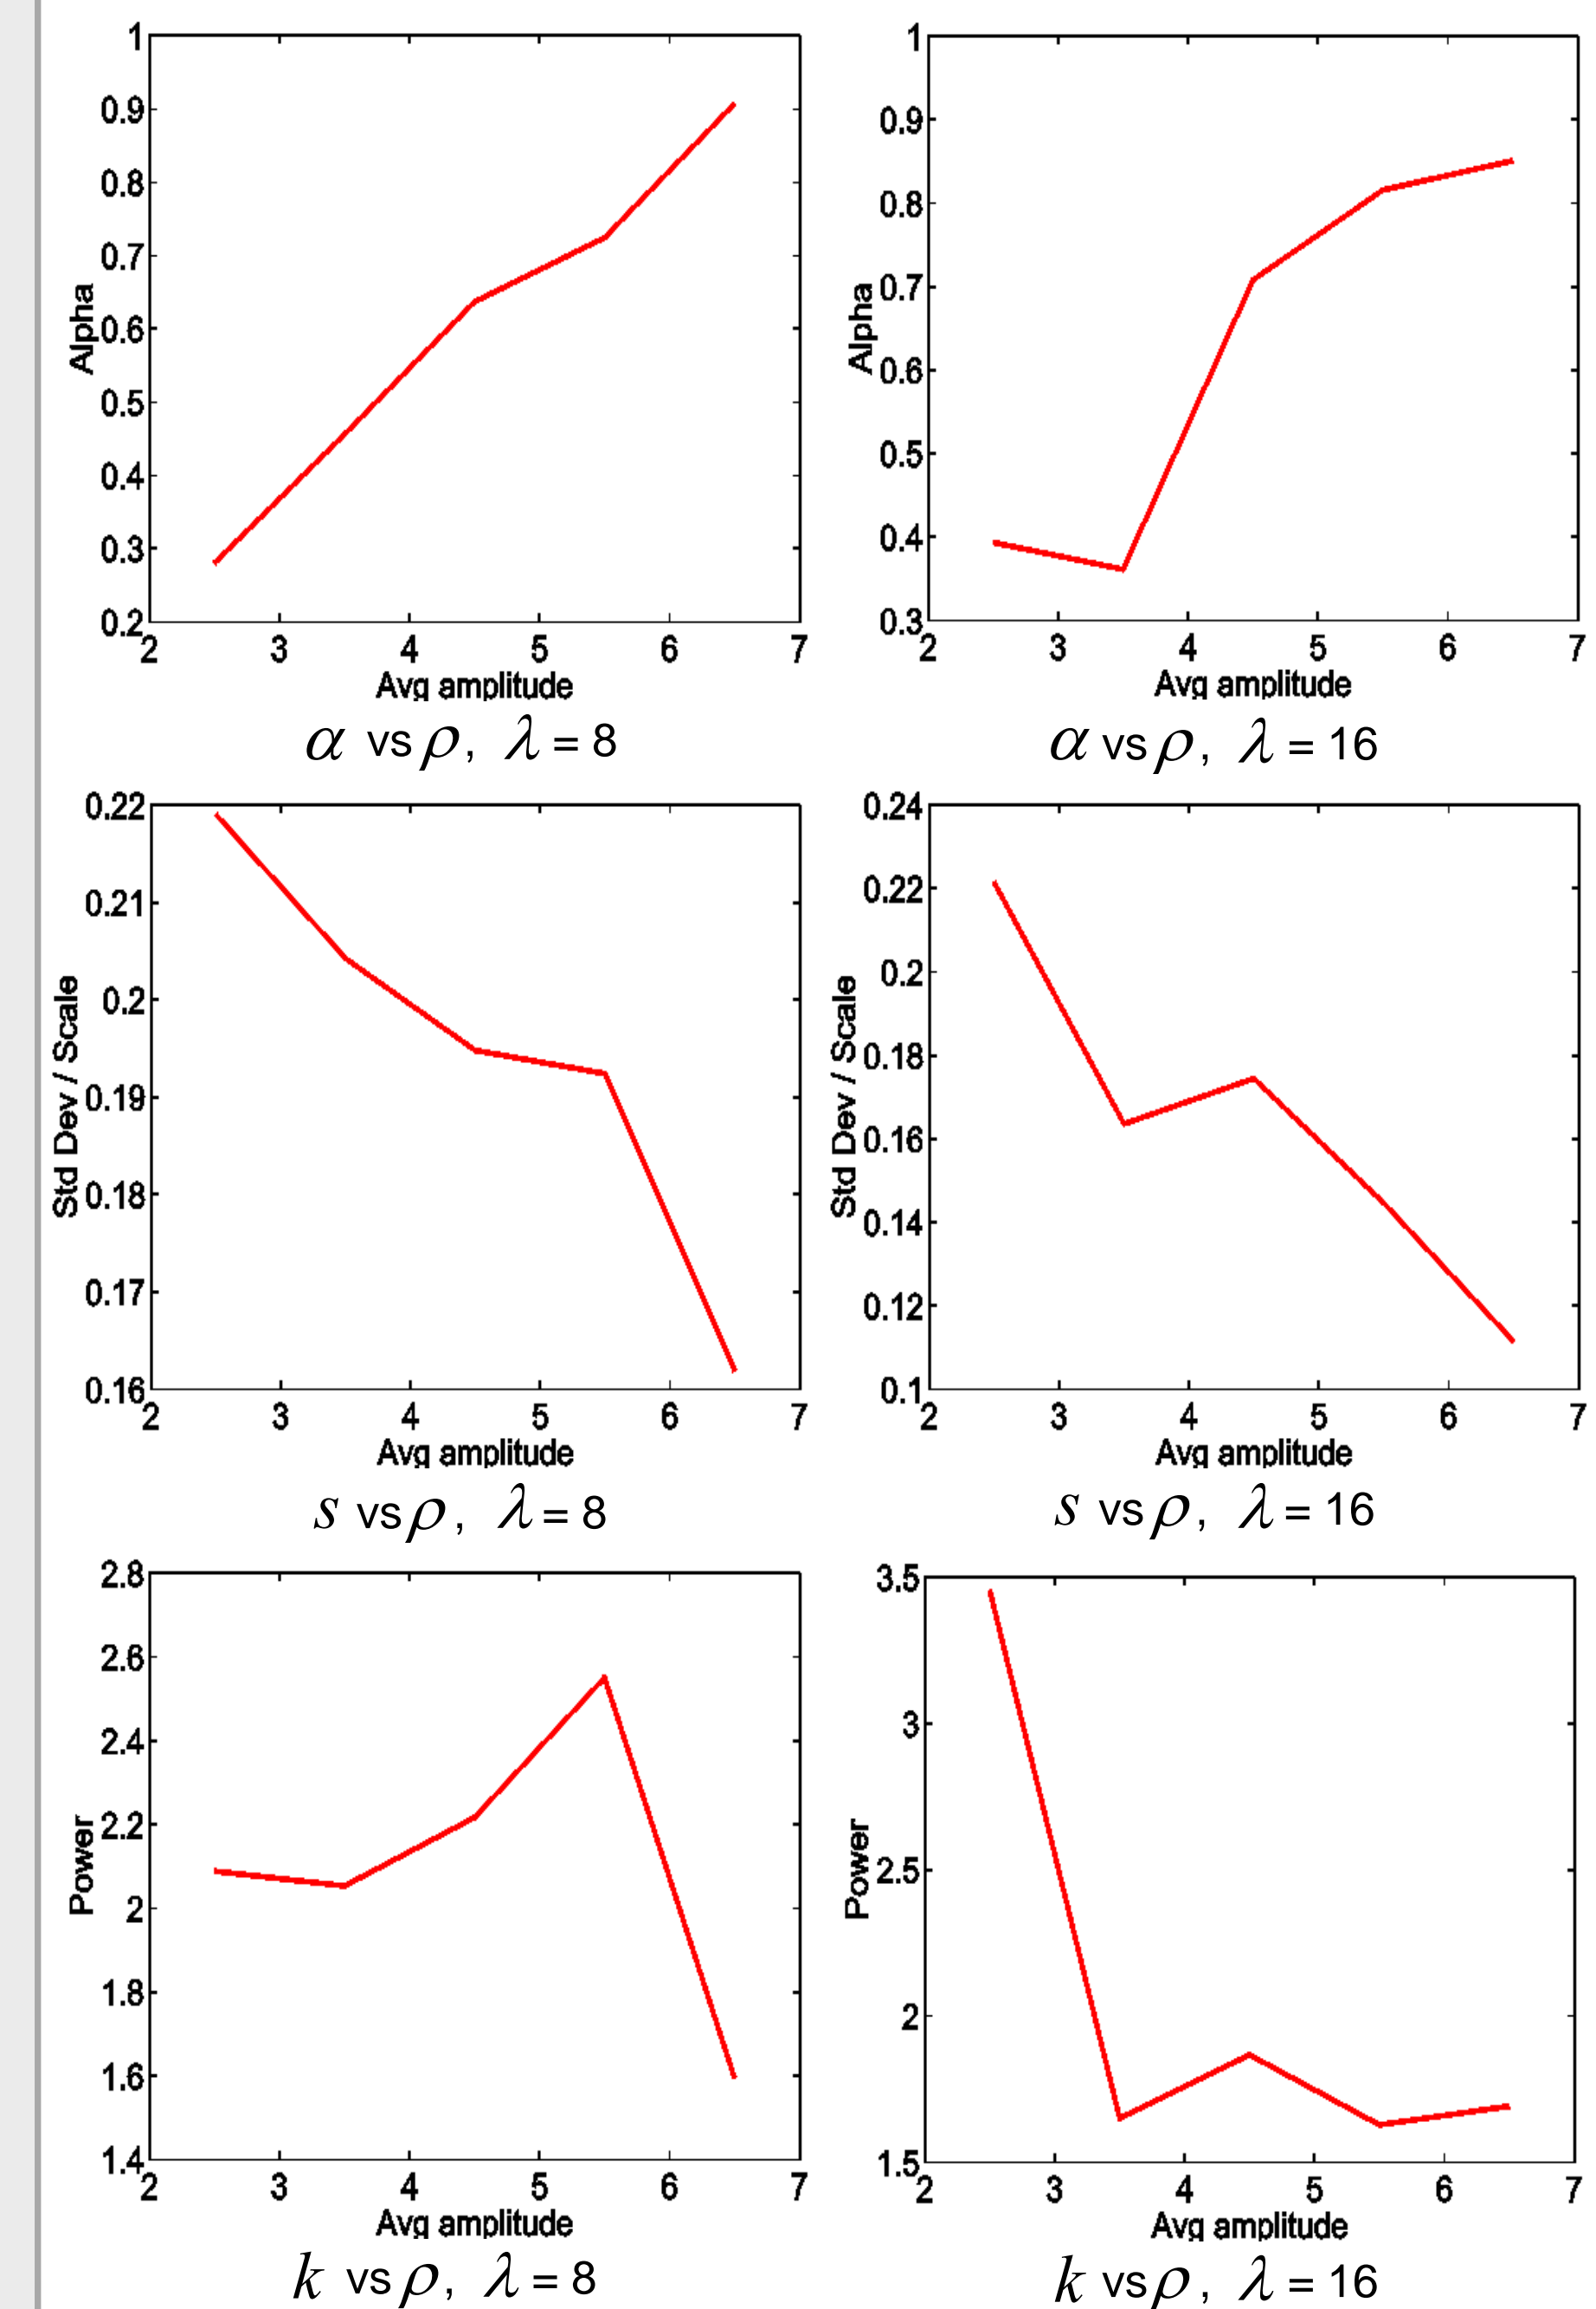 1
0.9
0.8
0.7
0.6
0.5
0.4
0.3
0.2
Alpha
2 3 4 5 6 7
Avg amplitude
α vs ρ, λ = 8
1
0.9
0.8
0.7
0.6
0.5
0.4
0.3
Alpha
2 3 4 5 6 7
Avg amplitude
α vs ρ, λ = 16
0.22
0.21
0.2
0.19
0.18
0.17
0.16
Std Dev / Scale
2 3 4 5 6 7
Avg amplitude
s vs ρ, λ = 8
0.24
0.22
0.2
0.18
0.16
0.14
0.12
0.1
Std Dev / Scale
2 3 4 5 6 7
Avg amplitude
s vs ρ, λ = 16
2.8
2.6
2.4
2.2
2
1.8
1.6
1.4
Power
2 3 4 5 6 7
Avg amplitude
k vs ρ, λ = 8
3.5
3
2.5
2
1.5
Power
2 3 4 5 6 7
Avg amplitude
k vs ρ, λ = 16